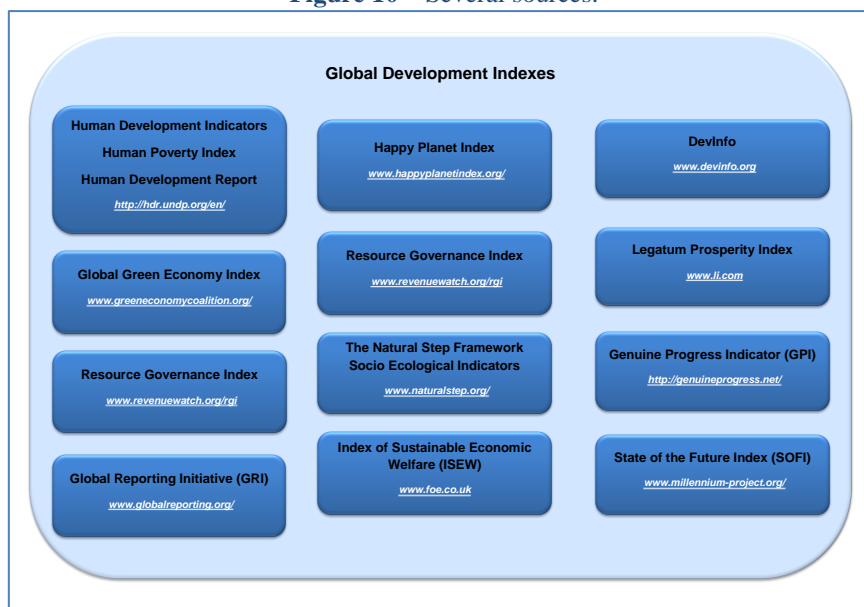 Figure 10 – Several sources.
Global Development Indexes
Human Development Indicators
Human Poverty Index
Human Development Report
http://hdr.undp.org/en/
Global Green Economy Index
www.greeneconomycoalition.org/
Resource Governance Index
www.revenuewatch.org/rgi
Global Reporting Initiative (GRI)
www.globalreporting.org/
Happy Planet Index
www.happyplanetindex.org/
Resource Governance Index
www.revenuewatch.org/rgi
The Natural Step Framework
Socio Ecological Indicators
www.naturalstep.org/
Index of Sustainable Economic
Welfare (ISEW)
www.foe.co.uk
DevInfo
www.devinfo.org
Legatum Prosperity Index
www.li.com
Genuine Progress Indicator (GPI)
http://genuineprogress.net/
State of the Future Index (SOFI)
www.millennium-project.org/